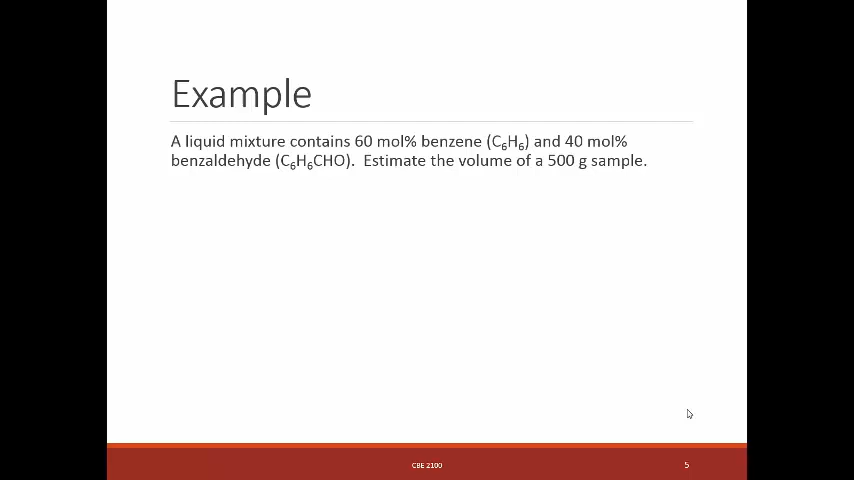 Example
A liquid mixture contains 60 mol% benzene (C₆H₆) and 40 mol%
benzaldehyde (C₆H₆CHO).  Estimate the volume of a 500 g sample.
CBE 2100
5